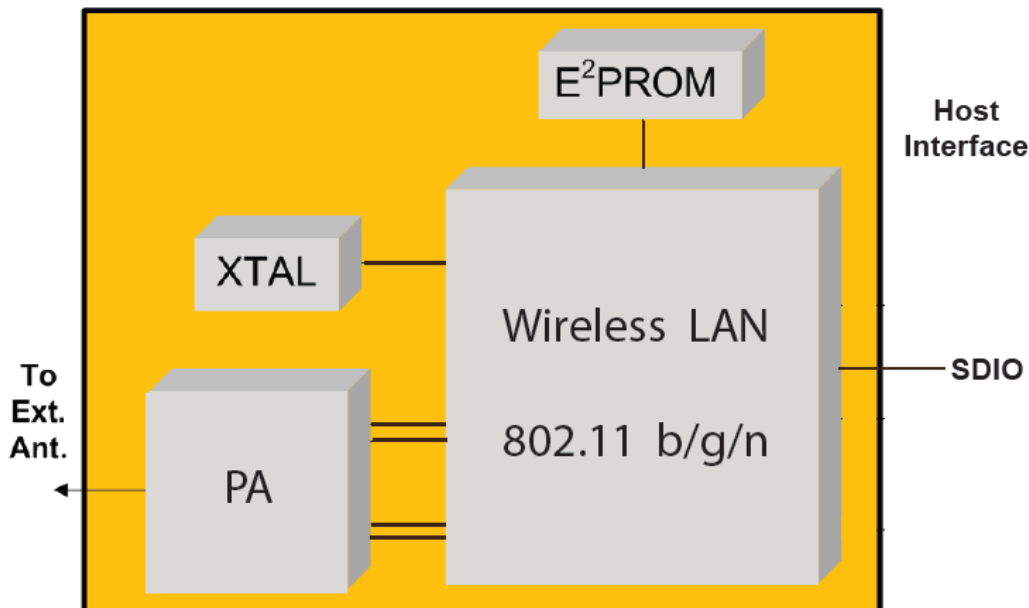 E²PROM
Host
Interface
XTAL
Wireless LAN
802.11 b/g/n
SDIO
To
Ext.
Ant.
PA